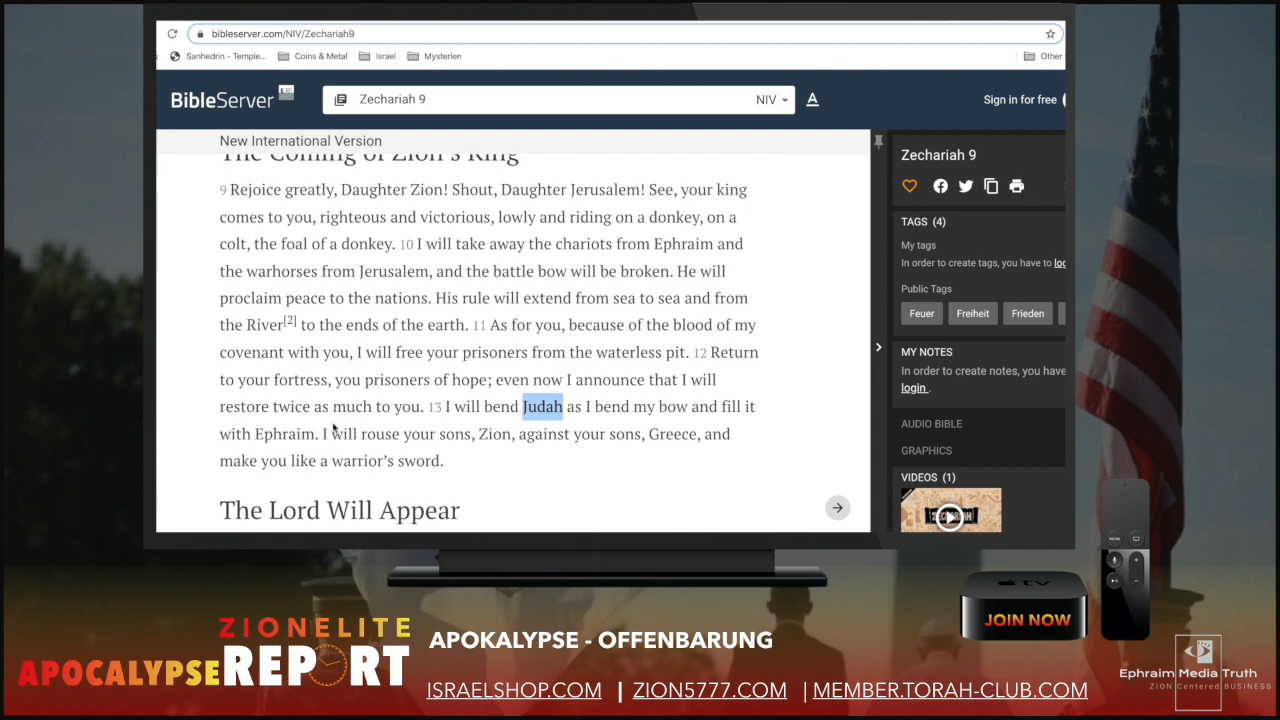 bibleserver.com/NIV/Zechariah9
Sanhedrin - Temple... Coins & Metal Israel Mysterien Other
BibleServer Zechariah 9 NIV A Sign in for free
New International Version
The Coming of Zion's King
9 Rejoice greatly, Daughter Zion! Shout, Daughter Jerusalem! See, your king
comes to you, righteous and victorious, lowly and riding on a donkey, on a
colt, the foal of a donkey. 10 I will take away the chariots from Ephraim and
the warhorses from Jerusalem, and the battle bow will be broken. He will
proclaim peace to the nations. His rule will extend from sea to sea and from
the River[2] to the ends of the earth. 11 As for you, because of the blood of my
covenant with you, I will free your prisoners from the waterless pit. 12 Return
to your fortress, you prisoners of hope; even now I announce that I will
restore twice as much to you. 13 I will bend Judah as I bend my bow and fill it
with Ephraim. I will rouse your sons, Zion, against your sons, Greece, and
make you like a warrior’s sword.
The Lord Will Appear
Zechariah 9
TAGS (4)
My tags
In order to create tags, you have to log
Public Tags
Feuer Freiheit Frieden
MY NOTES
In order to create notes, you have
login
AUDIO BIBLE
GRAPHICS
VIDEOS (1)
ZECHARIAH
MENU
tv
JOIN NOW
ZIONELITE
APOCALYPSE REPORT
APOKALYPSE - OFFENBARUNG
ISRAELSHOP.COM | ZION5777.COM | MEMBER.TORAH-CLUB.COM
Ephraim Media Truth
ZION Centered BUSINESS